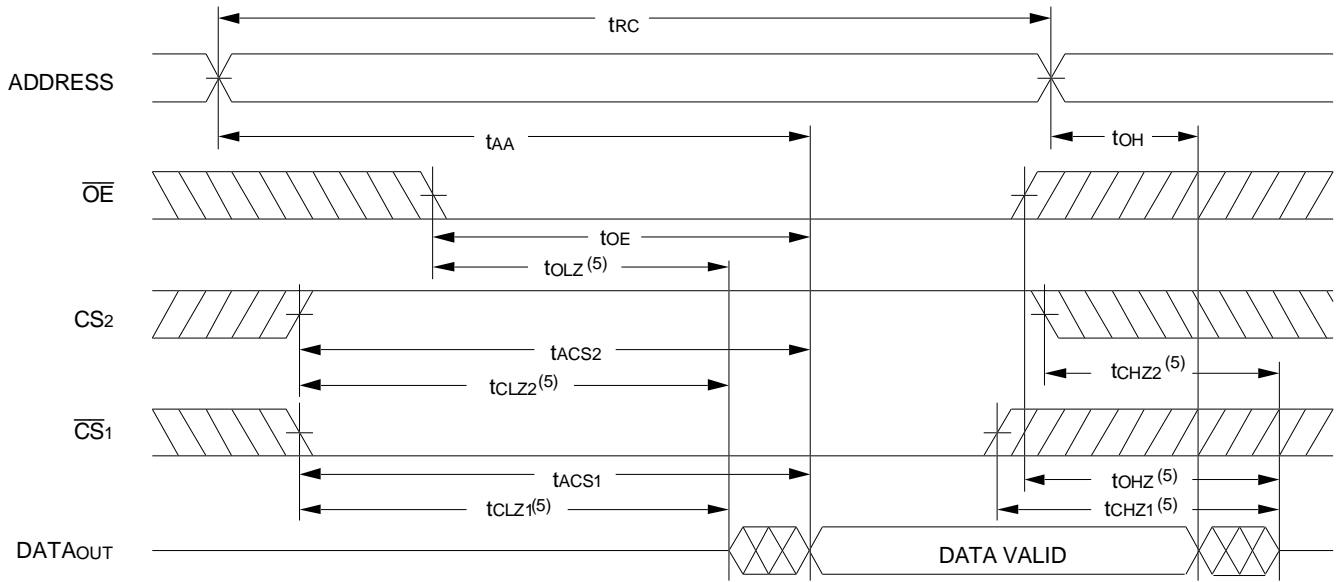 tRC
ADDRESS
tAA
tOH
OE
tOE
tOLZ (5)
CS2
tACS2
tCLZ2(5)
tCHZ2(5)
CS1
tACS1
tOHZ (5)
tCLZ1(5)
tCHZ1(5)
DATAOUT
DATA VALID